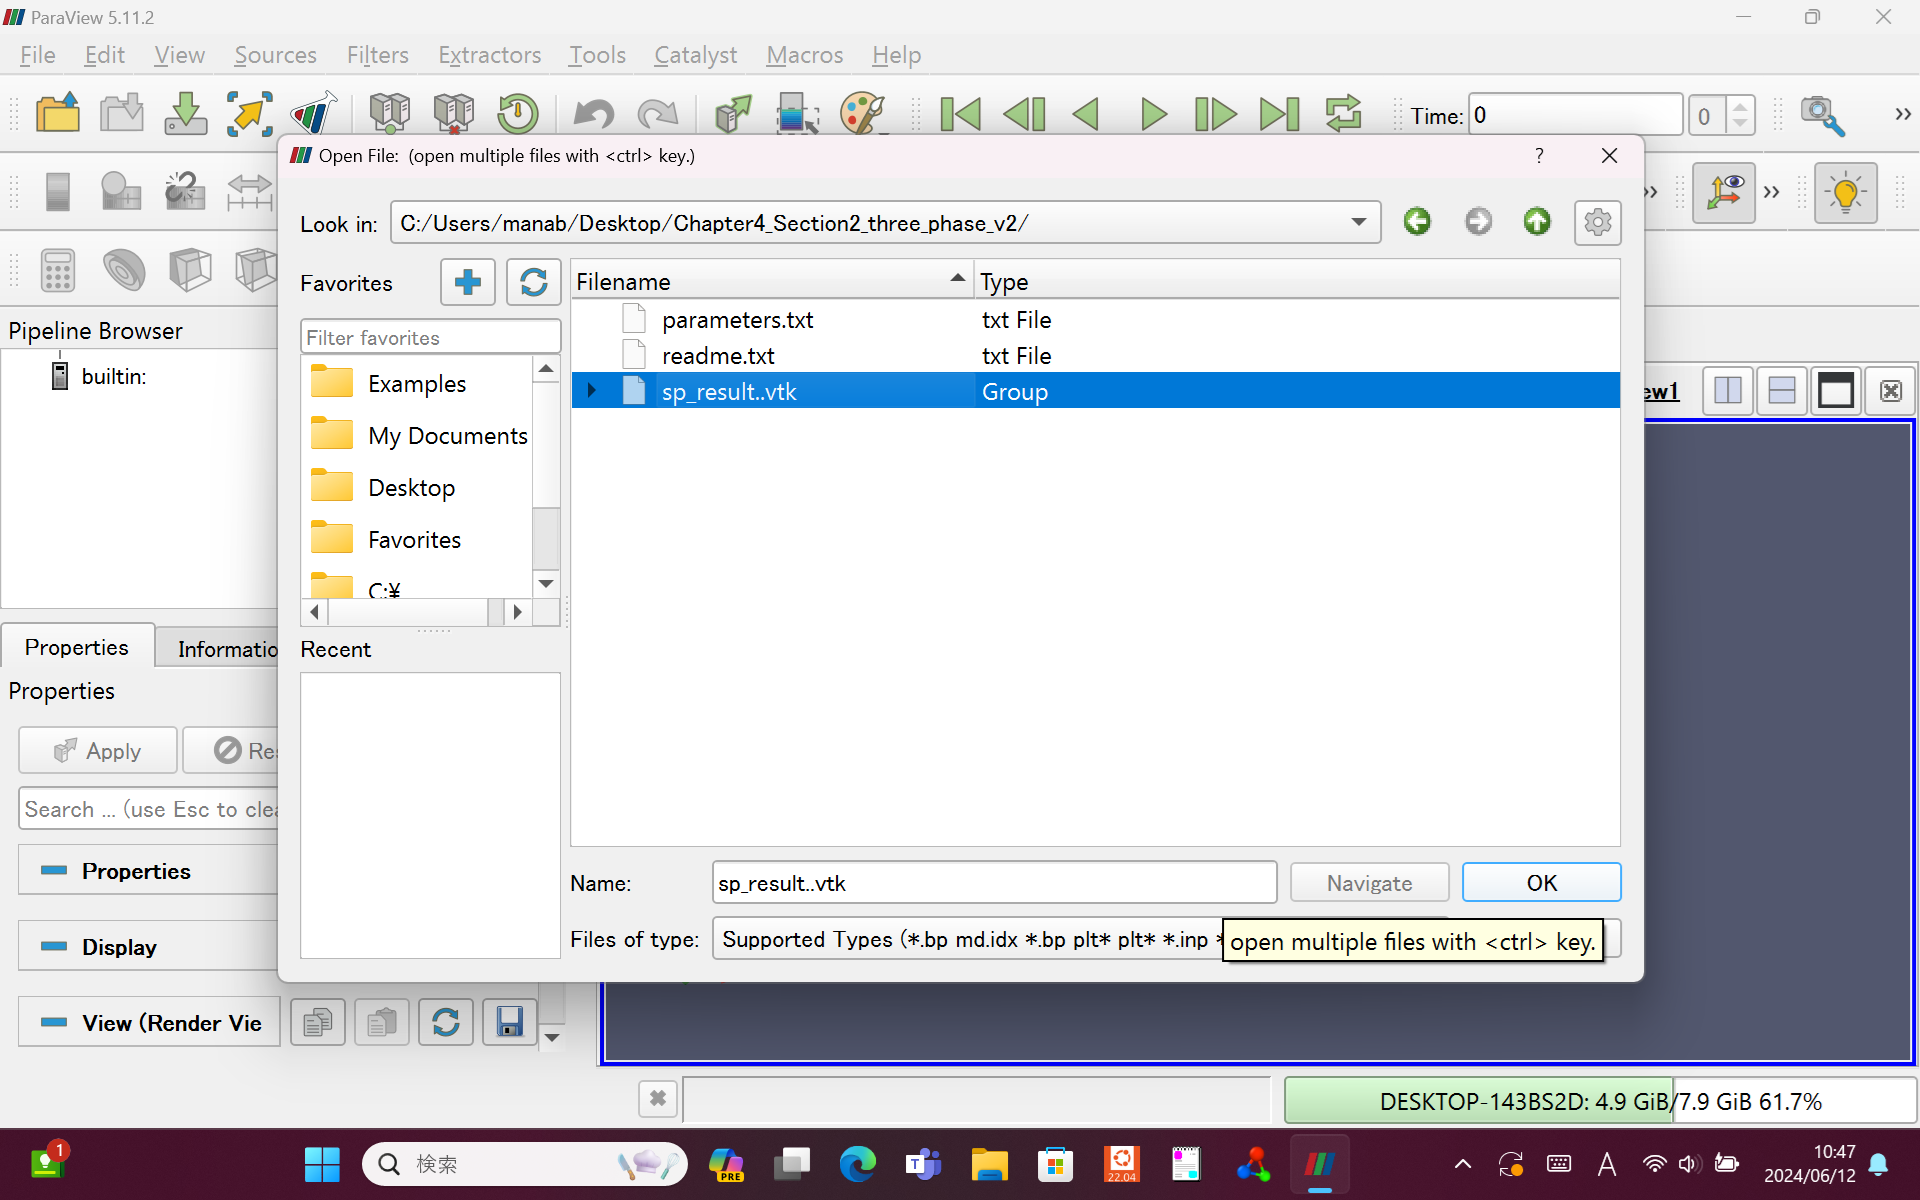 ParaView 5.11.2
File Edit View Sources Filters Extractors Tools Catalyst Macros Help
Time: 0 0
Open File: (open multiple files with <ctrl> key.)
Look in: C:/Users/manab/Desktop/Chapter4_Section2_three_phase_v2/
Favorites
Filename Type
Filter favorites
parameters.txt txt File
readme.txt txt File
sp_result..vtk Group
Examples
My Documents
Desktop
Favorites
C:¥
Recent
Pipeline Browser
builtin:
ew1
Properties Informatio
Properties
Apply Res
Search ... (use Esc to clea
Properties
Display
View (Render Vie
Name: sp_result..vtk Navigate OK
Files of type: Supported Types (*.bp md.idx *.bp plt* plt* *.inp *
open multiple files with <ctrl> key.
DESKTOP-143BS2D: 4.9 GiB/7.9 GiB 61.7%
1
検索
PRE
T
22.04
A
10:47
2024/06/12